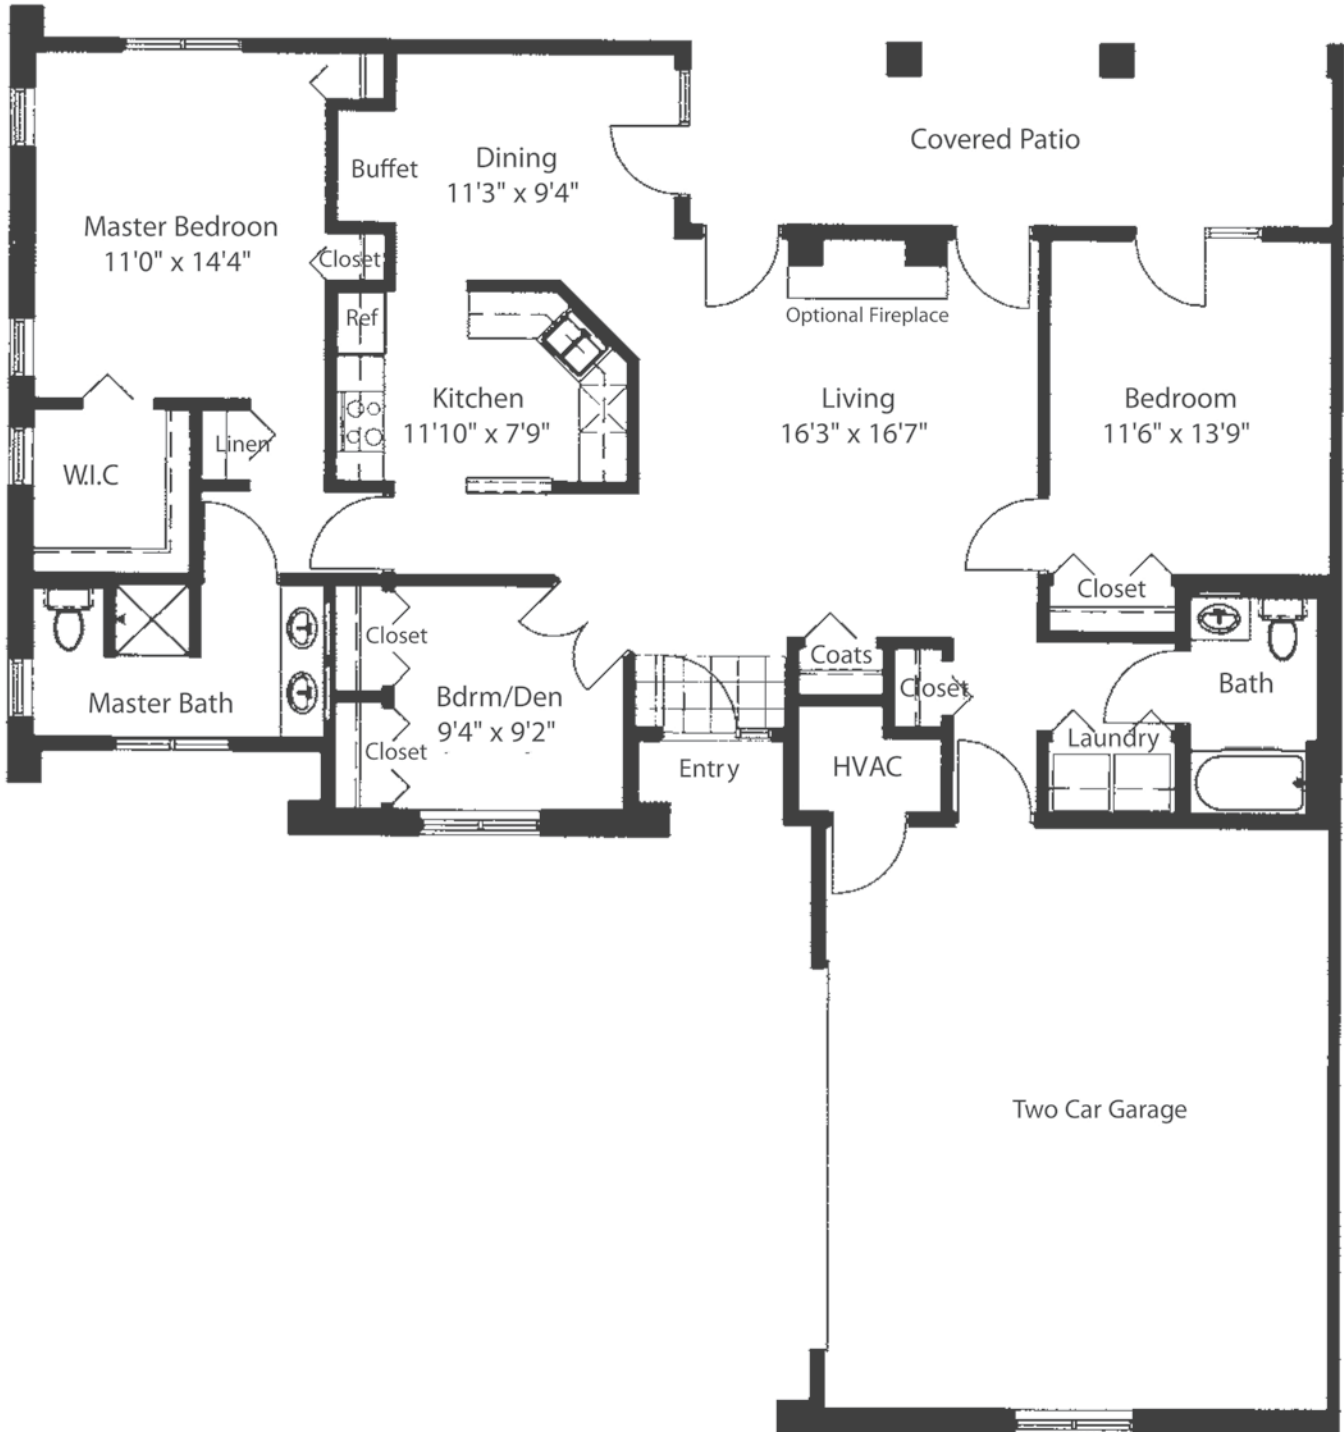 Covered Patio
Dining
11'3" x 9'4"
Buffet
Master Bedroon
11'0" x 14'4"
Closet
Ref
Optional Fireplace
Kitchen
11'10" x 7'9"
Living
16'3" x 16'7"
Bedroom
11'6" x 13'9"
Linen
W.I.C
Closet
Closet
Coats
Closet
Bath
Master Bath
Bdrm/Den
9'4" x 9'2"
Closet
Laundry
Entry
HVAC
Two Car Garage